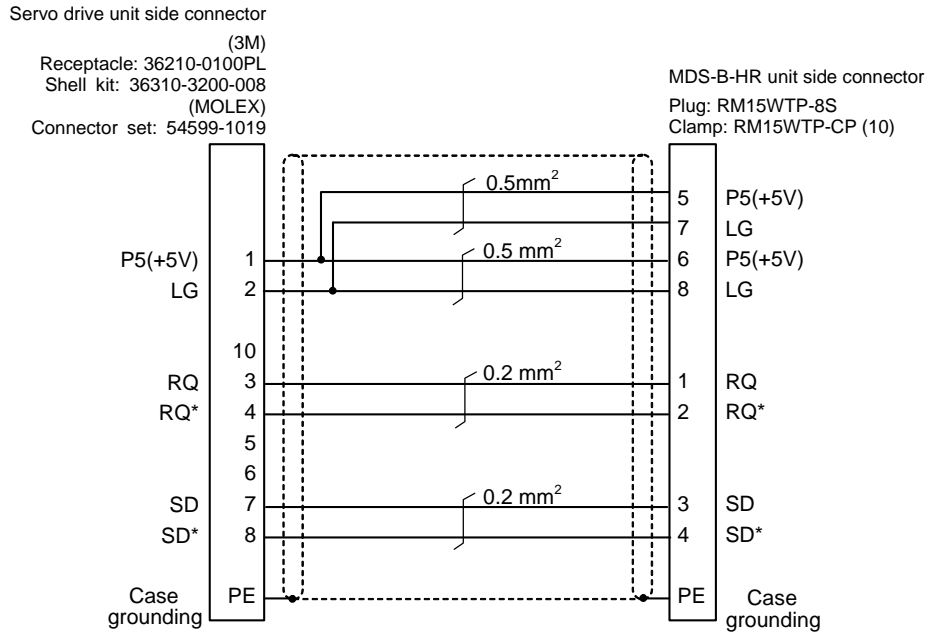 Servo drive unit side connector
(3M)
Receptacle: 36210-0100PL
Shell kit: 36310-3200-008
(MOLEX)
Connector set: 54599-1019
MDS-B-HR unit side connector
Plug: RM15WTP-8S
Clamp: RM15WTP-CP (10)
0.5mm²
5 P5(+5V)
7 LG
P5(+5V) 1 0.5 mm² 6 P5(+5V)
LG 2 8 LG
10
RQ 3 0.2 mm² 1 RQ
RQ* 4 2 RQ*
5
6
SD 7 0.2 mm² 3 SD
SD* 8 4 SD*
Case grounding PE PE Case grounding